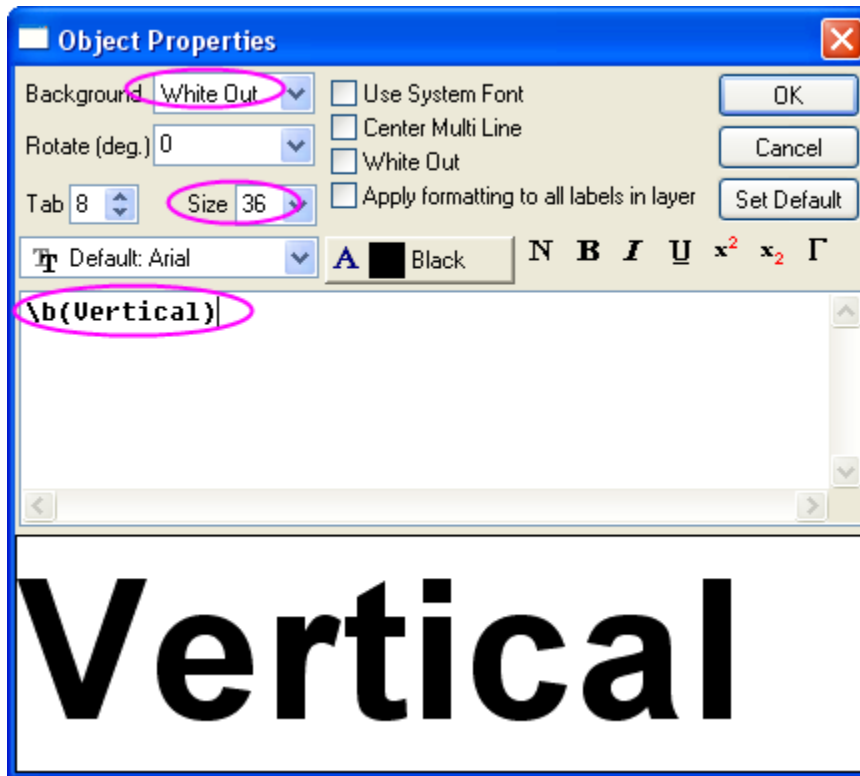 Object Properties
Background White Out
Use System Font
OK
Center Multi Line
Rotate (deg.) 0
White Out
Cancel
Tab 8 Size 36
Apply formatting to all labels in layer
Set Default
Default: Arial
A Black
N B I U x² x₂ Γ
\b(Vertical)
Vertical